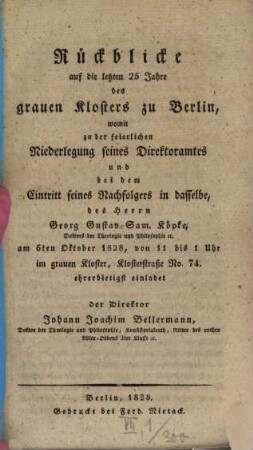 Rückblicke
auf die letzten 25 Jahre
des
grauen Klosters zu Berlin,
womit
zu der feierlichen
Niederlegung seines Direktoramtes
und
bei dem
Eintritt seines Nachfolgers in dasselbe,
des Herrn
Georg Gustav Sam. Köpke,
Doktors der Theologie und Philosophie ꝛc.
am 6ten Oktober 1828, von 11 bis 1 Uhr
im grauen Kloster, Klosterstraße No. 74.
ehrerbietigst einladet
der Direktor
Johann Joachim Bellermann,
Doktor der Theologie und Philosophie, Konsistorialrath, Ritter des rothen
Adler-Ordens 3ter Klasse ꝛc.
Berlin, 1828.
Gedruckt bei Ferd. Nietack.